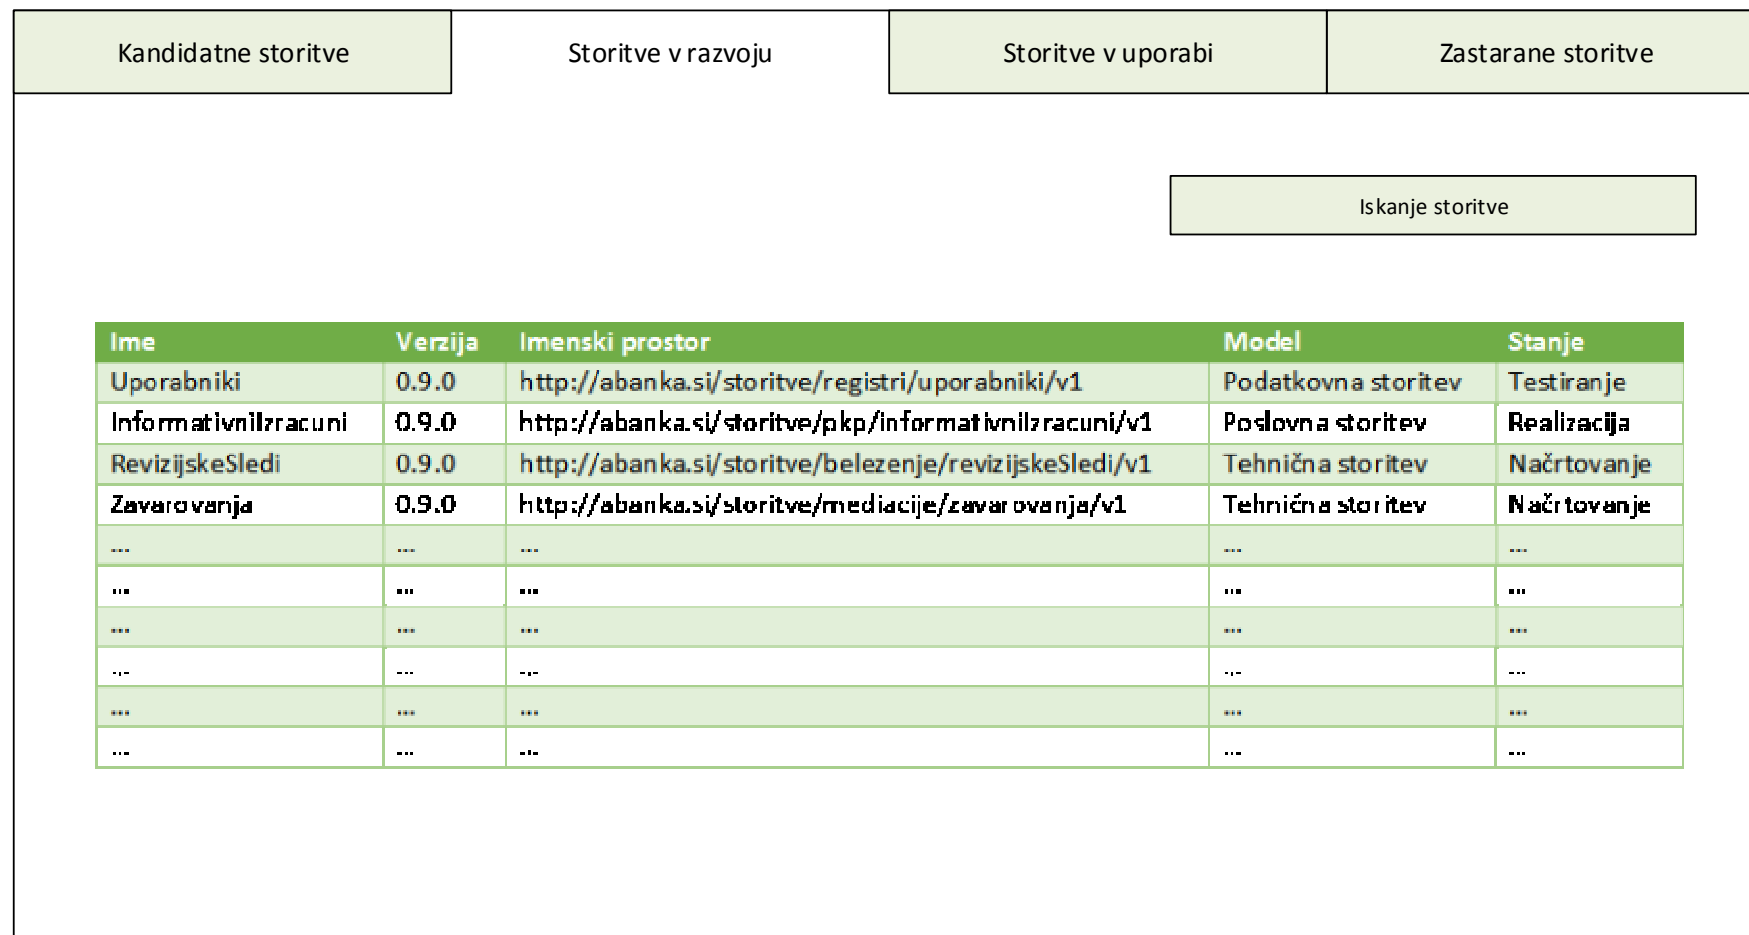 Kandidatne storitve Storitve v razvoju Storitve v uporabi Zastarane storitve
Iskanje storitve
Ime Verzija Imenski prostor Model Stanje
Uporabniki 0.9.0 http://abanka.si/storitve/registri/uporabniki/v1 Podatkovna storitev Testiranje
InformativniIzracuni 0.9.0 http://abanka.si/storitve/pkp/informativniIzracuni/v1 Poslovna storitev Realizacija
RevizijskeSledi 0.9.0 http://abanka.si/storitve/belezenje/revizijskeSledi/v1 Tehnična storitev Načrtovanje
Zavarovanja 0.9.0 http://abanka.si/storitve/mediacije/zavarovanja/v1 Tehnična storitev Načrtovanje
... ... ... ... ...
... ... ... ... ...
... ... ... ... ...
... ... ... ... ...
... ... ... ... ...
... ... ... ... ...